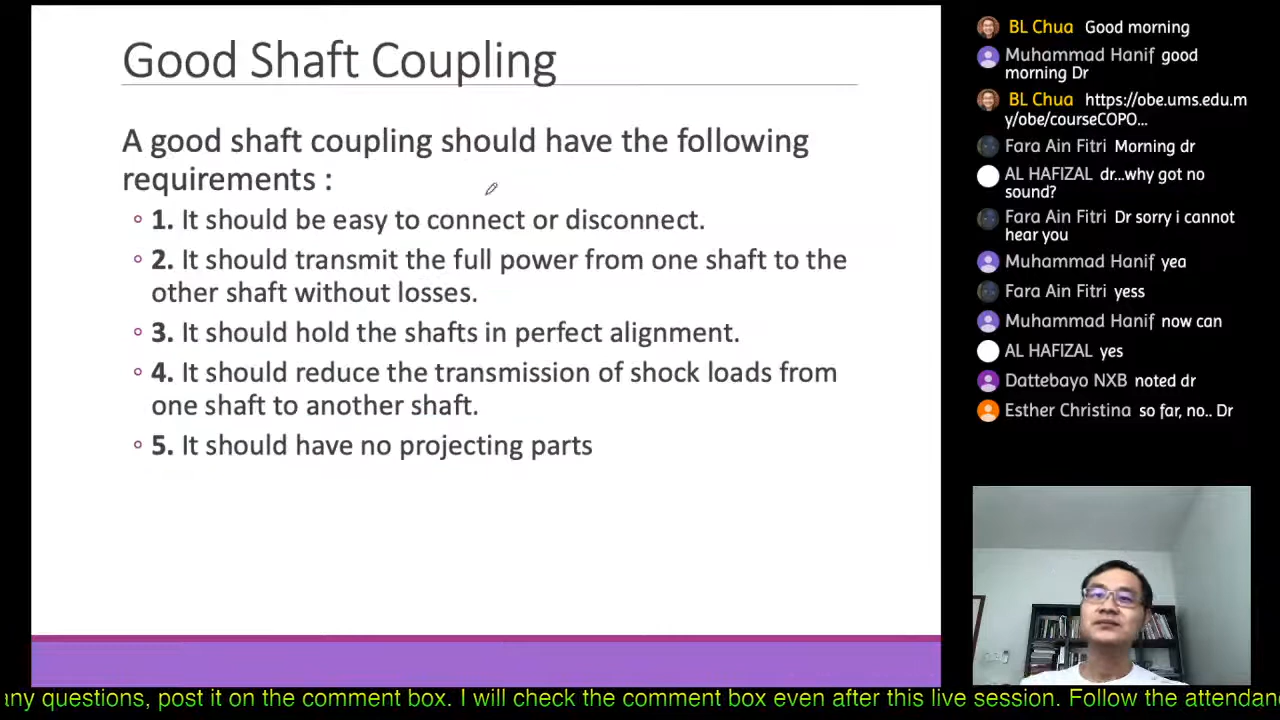 Good Shaft Coupling
A good shaft coupling should have the following
requirements :
1. It should be easy to connect or disconnect.
2. It should transmit the full power from one shaft to the
other shaft without losses.
3. It should hold the shafts in perfect alignment.
4. It should reduce the transmission of shock loads from
one shaft to another shaft.
5. It should have no projecting parts
BL Chua Good morning
Muhammad Hanif good
morning Dr
BL Chua https://obe.ums.edu.m
y/obe/courseCOPO...
Fara Ain Fitri Morning dr
AL HAFIZAL dr...why got no
sound?
Fara Ain Fitri Dr sorry i cannot
hear you
Muhammad Hanif yea
Fara Ain Fitri yess
Muhammad Hanif now can
AL HAFIZAL yes
Dattebayo NXB noted dr
Esther Christina so far, no.. Dr
any questions, post it on the comment box. I will check the comment box even after this live session. Follow the attendan